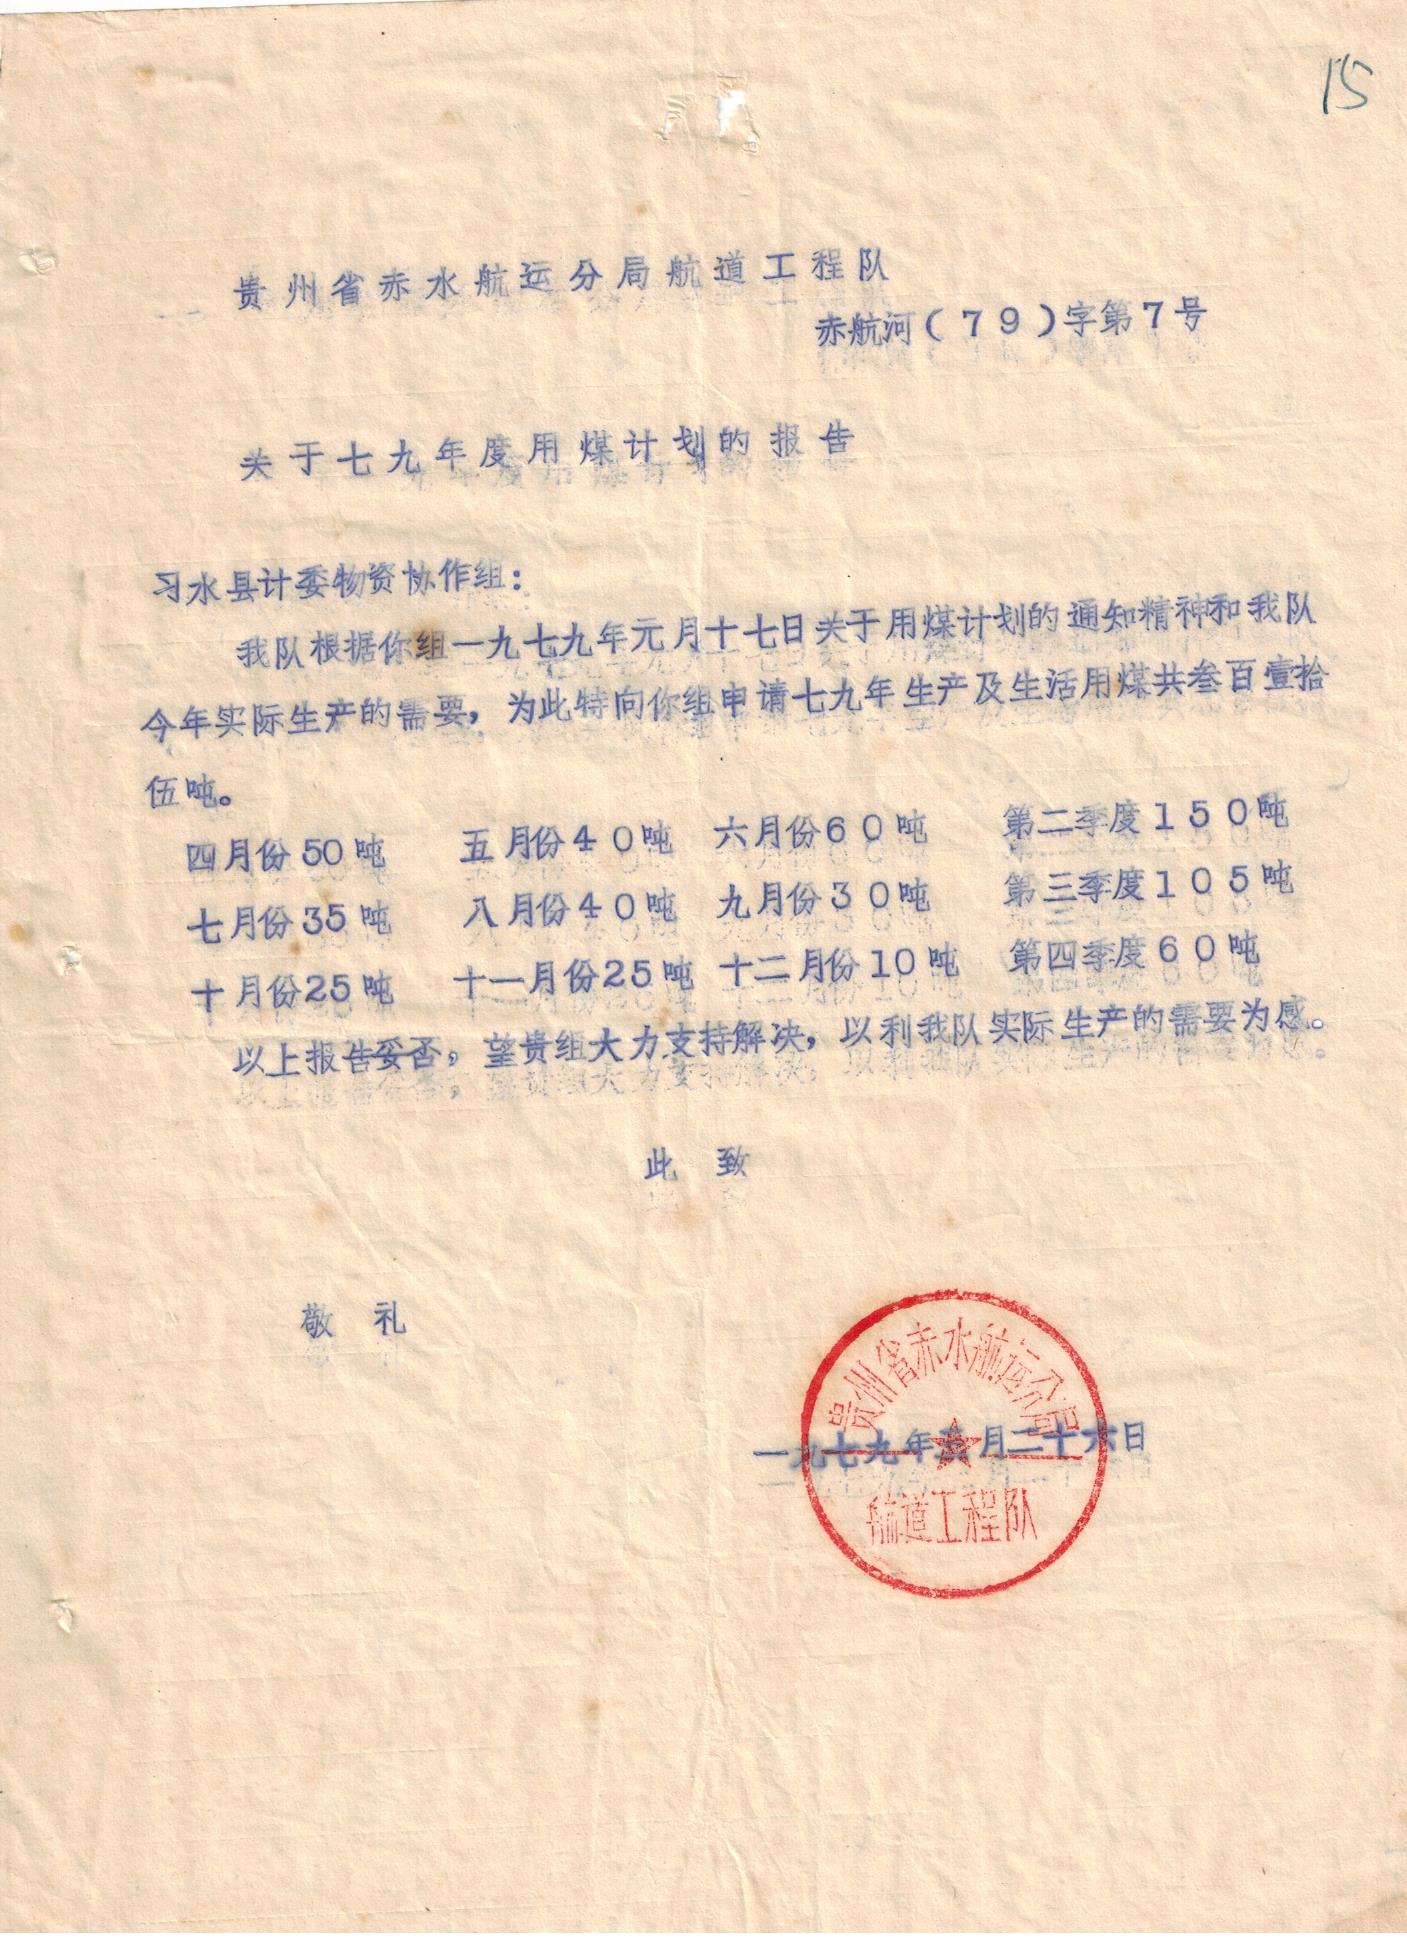 15
贵州省赤水航运分局航道工程队
赤航河(79)字第7号
关于七九年度用煤计划的报告
习水县计委物资协作组:
我队根据你组一九七九年元月十七日关于用煤计划的通知精神和我队
今年实际生产的需要,为此特向你组申请七九年生产及生活用煤共叁百壹拾
伍吨。
四月份50吨 五月份40吨 六月份60吨 第二季度150吨
七月份35吨 八月份40吨 九月份30吨 第三季度105吨
十月份25吨 十一月份25吨 十二月份10吨 第四季度60吨
以上报告妥否,望贵组大力支持解决,以利我队实际生产的需要为感。
此 致
敬 礼
贵州省赤水航运分局
一九七九年 月二十六日
航道工程队